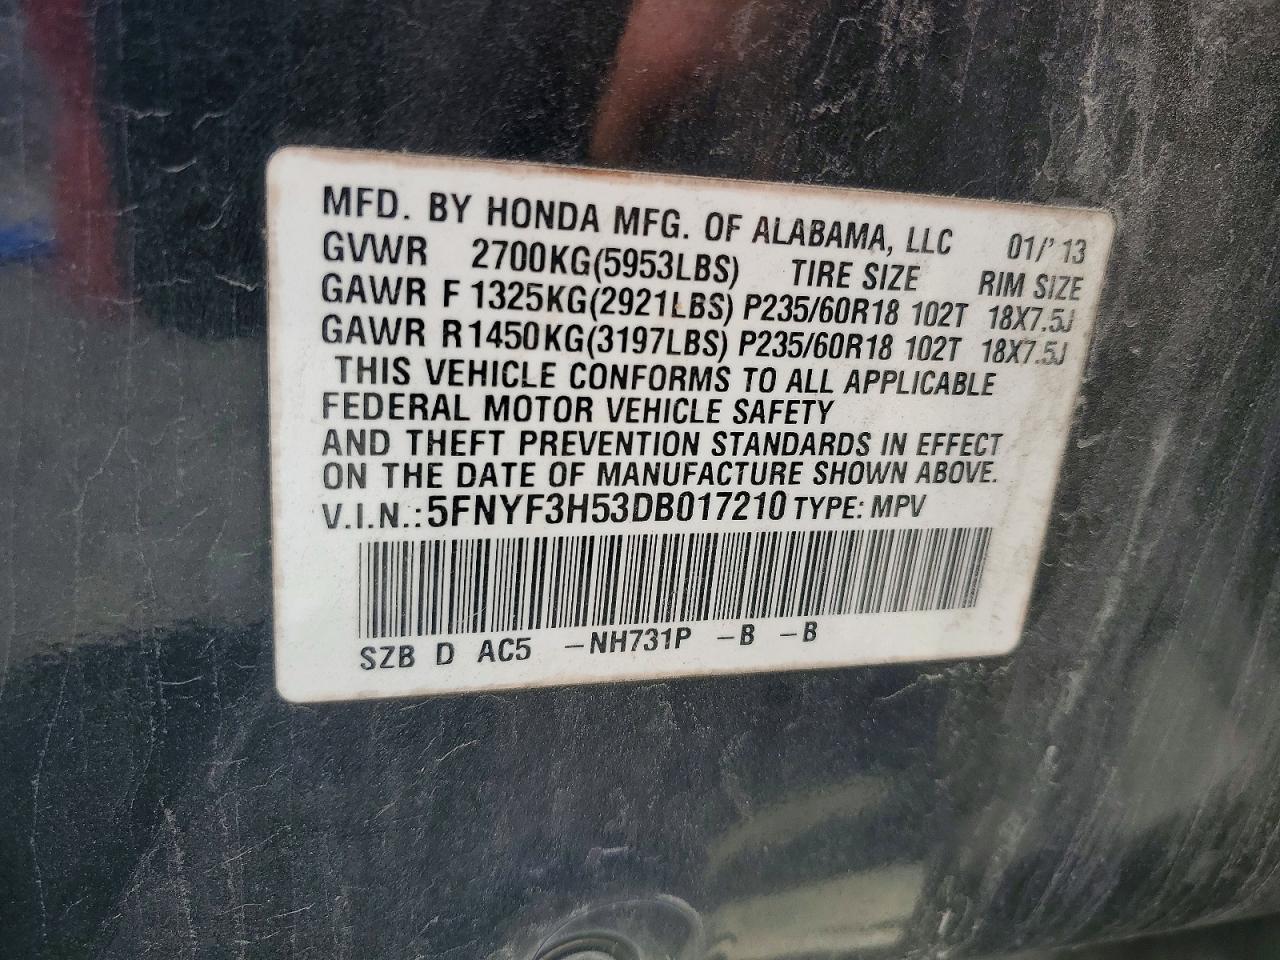 MFD. BY HONDA MFG. OF ALABAMA, LLC 01/'13
GVWR 2700KG(5953LBS) TIRE SIZE RIM SIZE
GAWR F 1325KG(2921LBS) P235/60R18 102T 18X7.5J
GAWR R 1450KG(3197LBS) P235/60R18 102T 18X7.5J
THIS VEHICLE CONFORMS TO ALL APPLICABLE
FEDERAL MOTOR VEHICLE SAFETY
AND THEFT PREVENTION STANDARDS IN EFFECT
ON THE DATE OF MANUFACTURE SHOWN ABOVE.
V.I.N.:5FNYF3H53DB017210 TYPE: MPV
SZB D AC5 -NH731P -B -B